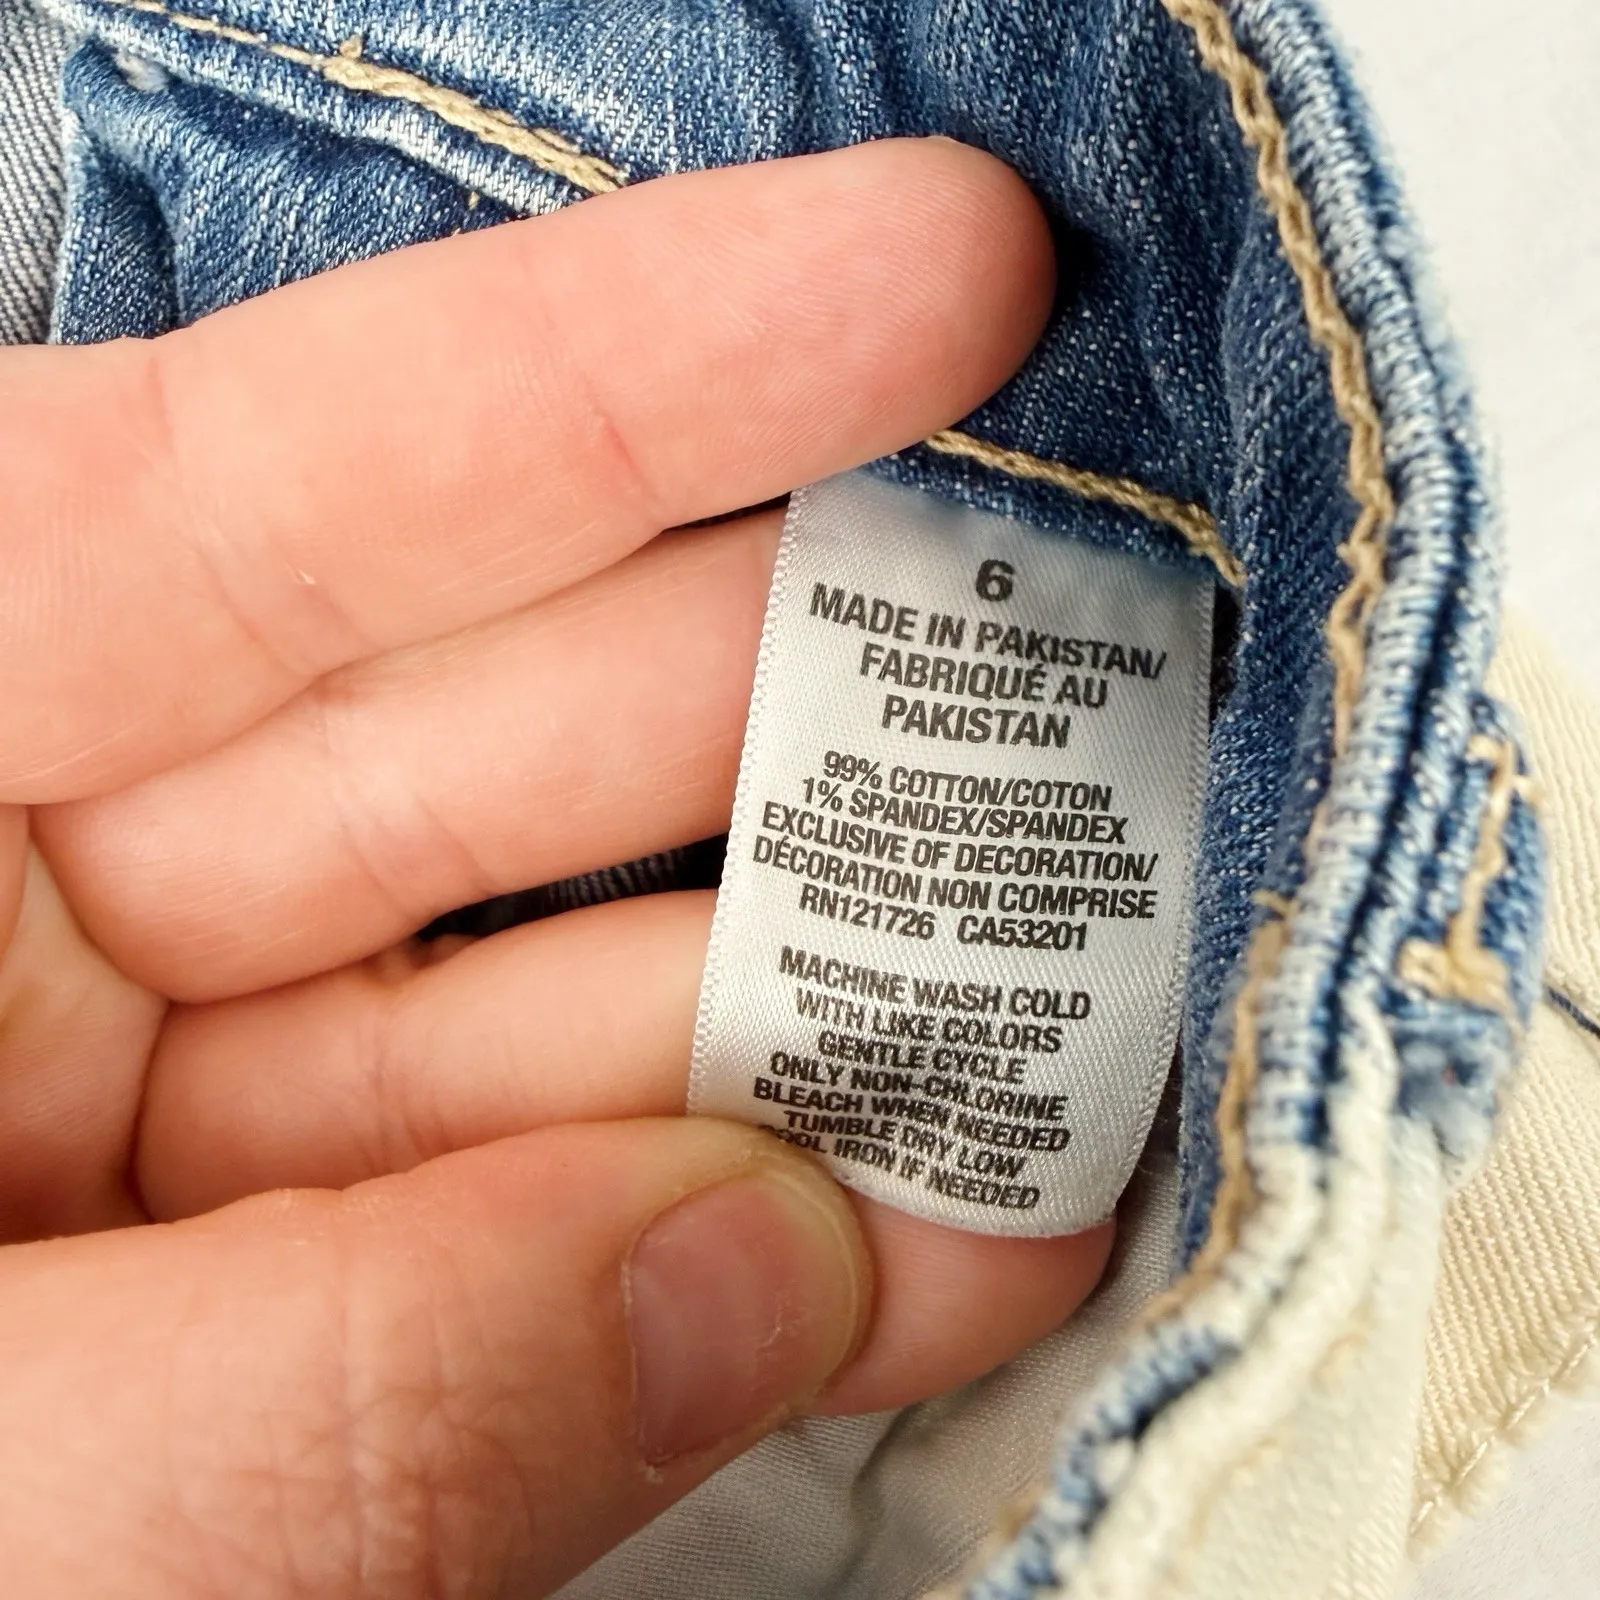 6
MADE IN PAKISTAN/
FABRIQUÉ AU
PAKISTAN
99% COTTON/COTON
1% SPANDEX/SPANDEX
EXCLUSIVE OF DECORATION/
DÉCORATION NON COMPRISE
RN121726 CA53201
MACHINE WASH COLD
WITH LIKE COLORS
GENTLE CYCLE
ONLY NON-CHLORINE
BLEACH WHEN NEEDED
TUMBLE DRY LOW
COOL IRON IF NEEDED